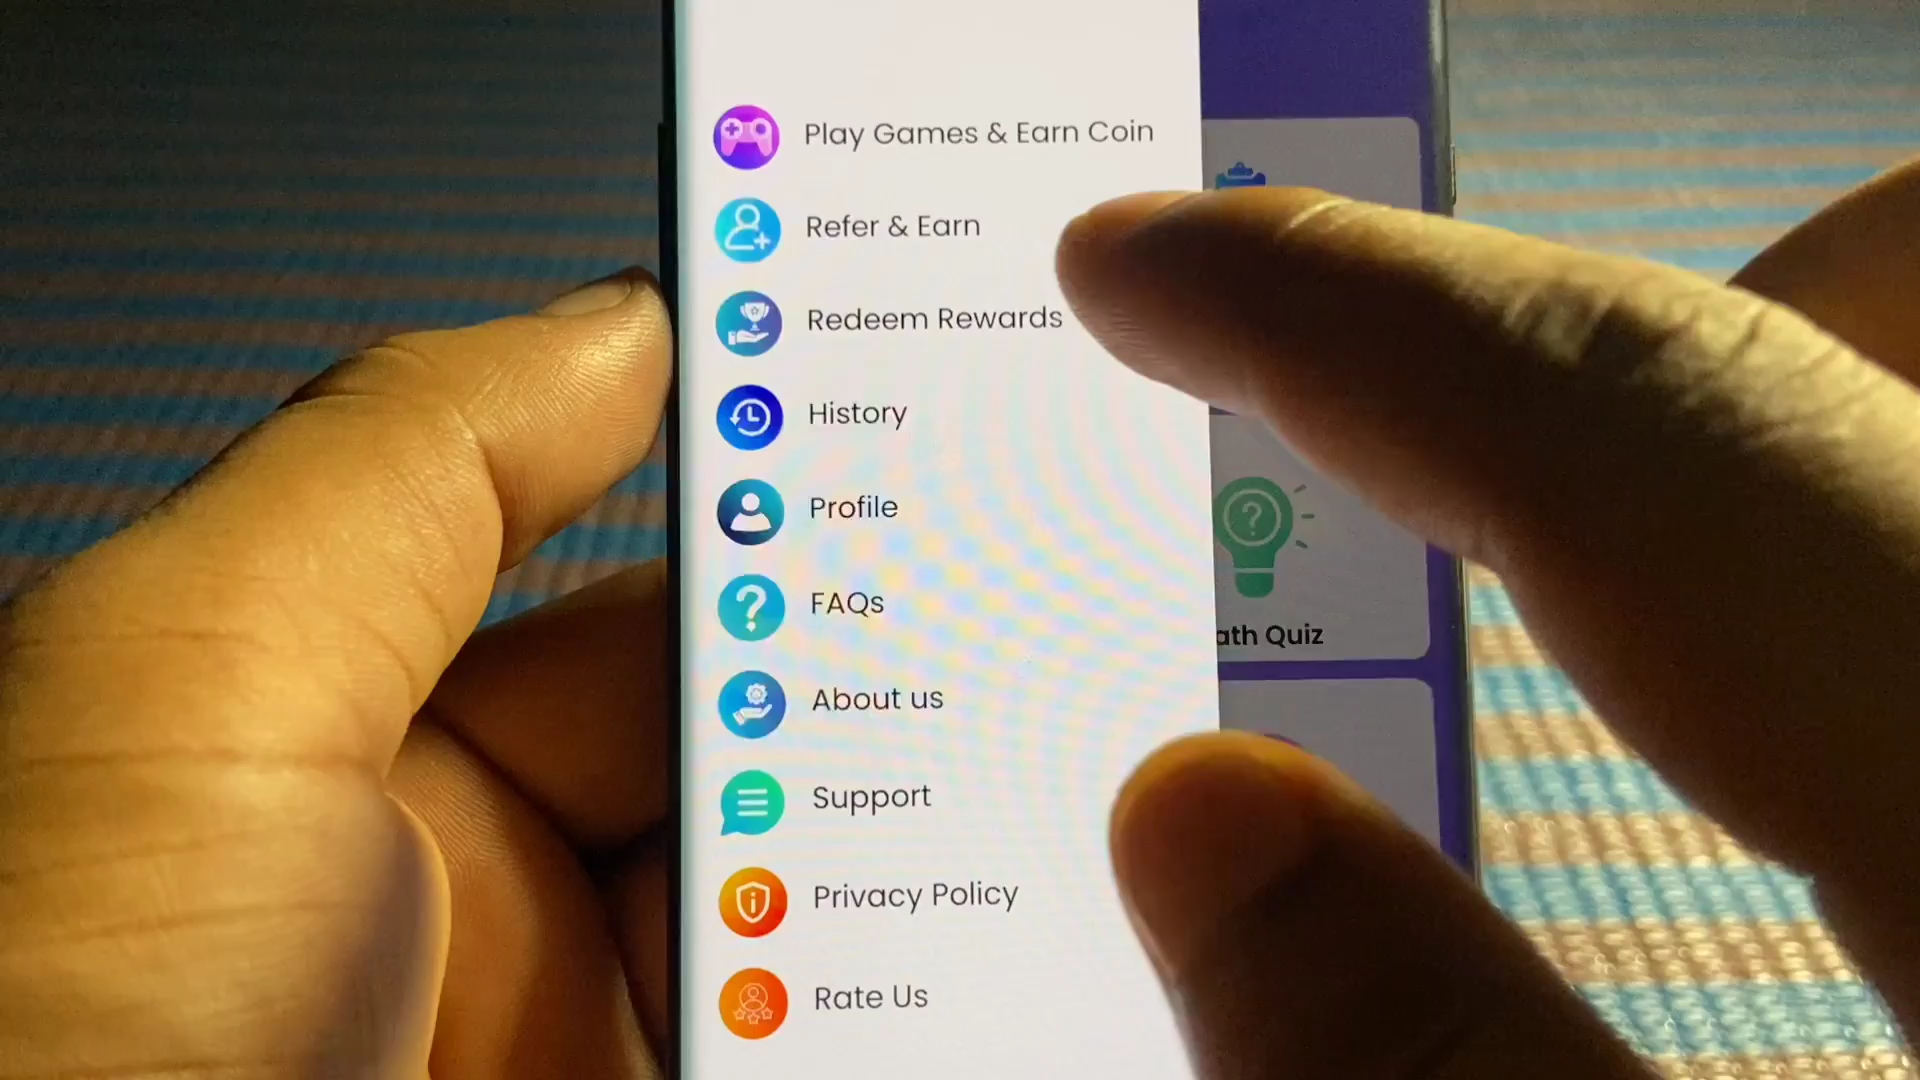 Play Games & Earn Coin
Refer & Earn
Redeem Rewards
History
Profile
FAQs
ath Quiz
About us
Support
Privacy Policy
Rate Us